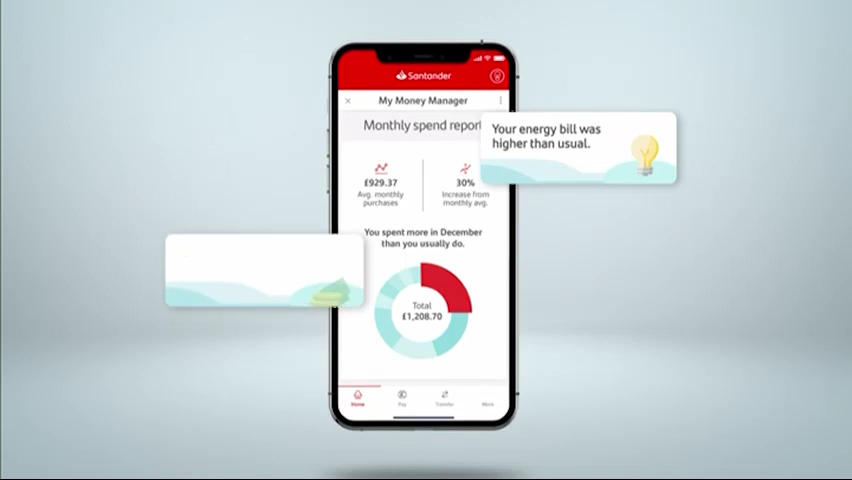 Santander
My Money Manager
Monthly spend report
Your energy bill was
higher than usual.
£929.37
Avg. monthly
purchases
30%
Increase from
monthly avg.
You spent more in December
than you usually do.
Total
£1,208.70
Home
Pay
Transfer
More